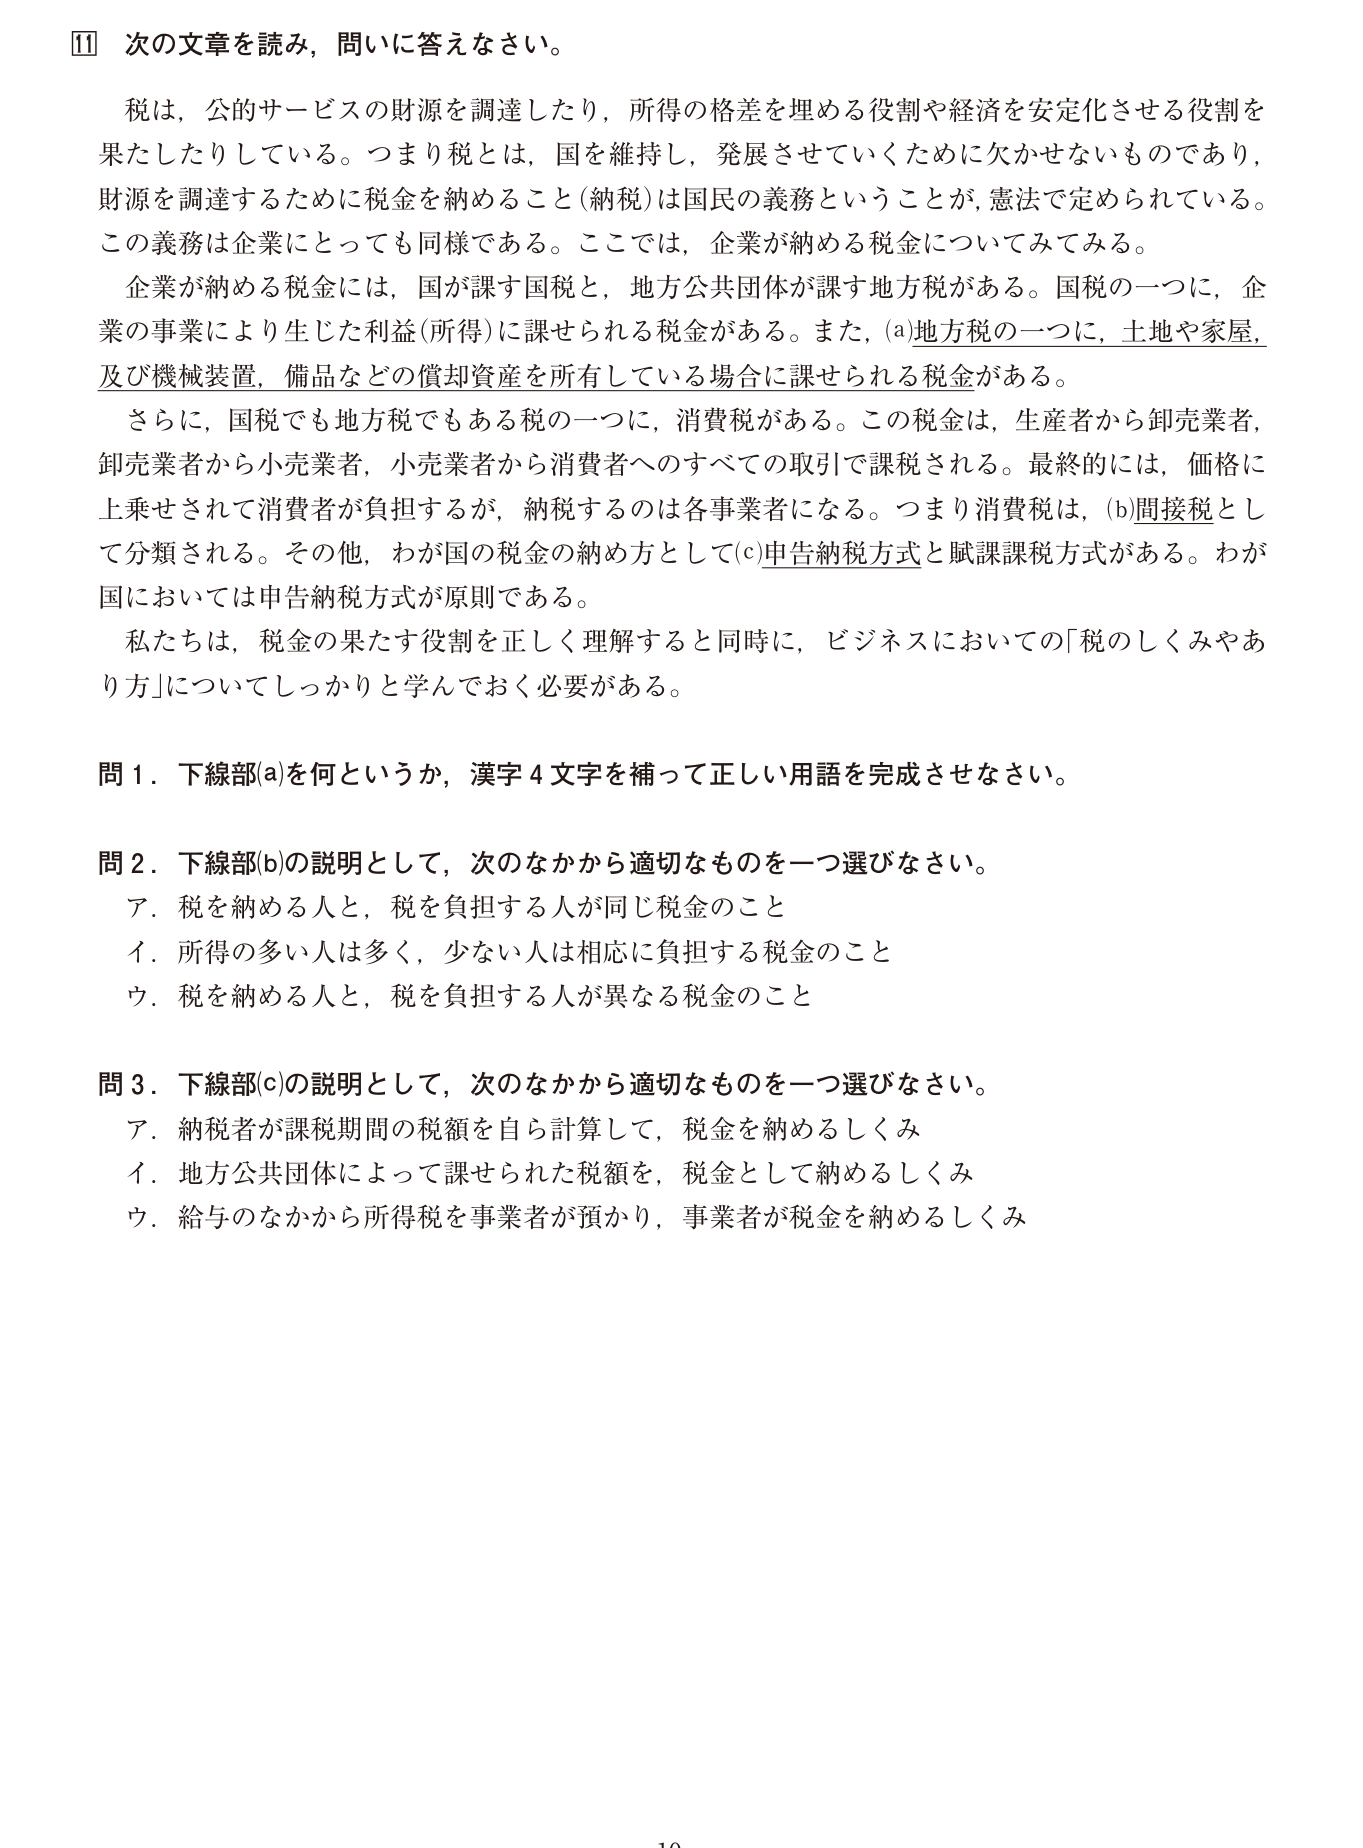 11 次の文章を読み，問いに答えなさい。
税は，公的サービスの財源を調達したり，所得の格差を埋める役割や経済を安定化させる役割を
果たしたりしている。つまり税とは，国を維持し，発展させていくために欠かせないものであり，
財源を調達するために税金を納めること(納税)は国民の義務ということが，憲法で定められている。
この義務は企業にとっても同様である。ここでは，企業が納める税金についてみてみる。
企業が納める税金には，国が課す国税と，地方公共団体が課す地方税がある。国税の一つに，企
業の事業により生じた利益(所得)に課せられる税金がある。また，(a)地方税の一つに，土地や家屋，
及び機械装置，備品などの償却資産を所有している場合に課せられる税金がある。
さらに，国税でも地方税でもある税の一つに，消費税がある。この税金は，生産者から卸売業者，
卸売業者から小売業者，小売業者から消費者へのすべての取引で課税される。最終的には，価格に
上乗せされて消費者が負担するが，納税するのは各事業者になる。つまり消費税は，(b)間接税とし
て分類される。その他，わが国の税金の納め方として(c)申告納税方式と賦課課税方式がある。わが
国においては申告納税方式が原則である。
私たちは，税金の果たす役割を正しく理解すると同時に，ビジネスにおいての「税のしくみやあ
り方」についてしっかりと学んでおく必要がある。
問1．下線部(a)を何というか，漢字4文字を補って正しい用語を完成させなさい。
問2．下線部(b)の説明として，次のなかから適切なものを一つ選びなさい。
ア．税を納める人と，税を負担する人が同じ税金のこと
イ．所得の多い人は多く，少ない人は相応に負担する税金のこと
ウ．税を納める人と，税を負担する人が異なる税金のこと
問3．下線部(c)の説明として，次のなかから適切なものを一つ選びなさい。
ア．納税者が課税期間の税額を自ら計算して，税金を納めるしくみ
イ．地方公共団体によって課せられた税額を，税金として納めるしくみ
ウ．給与のなかから所得税を事業者が預かり，事業者が税金を納めるしくみ